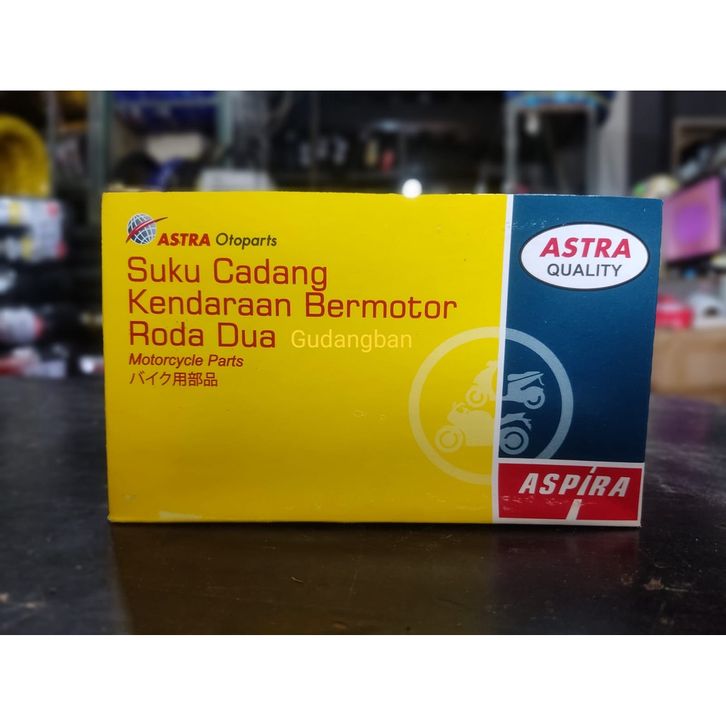 ASTRA Otoparts
Suku Cadang
Kendaraan Bermotor
Roda Dua
Gudangban
Motorcycle Parts
バイク用部品
ASTRA
QUALITY
ASPIRA